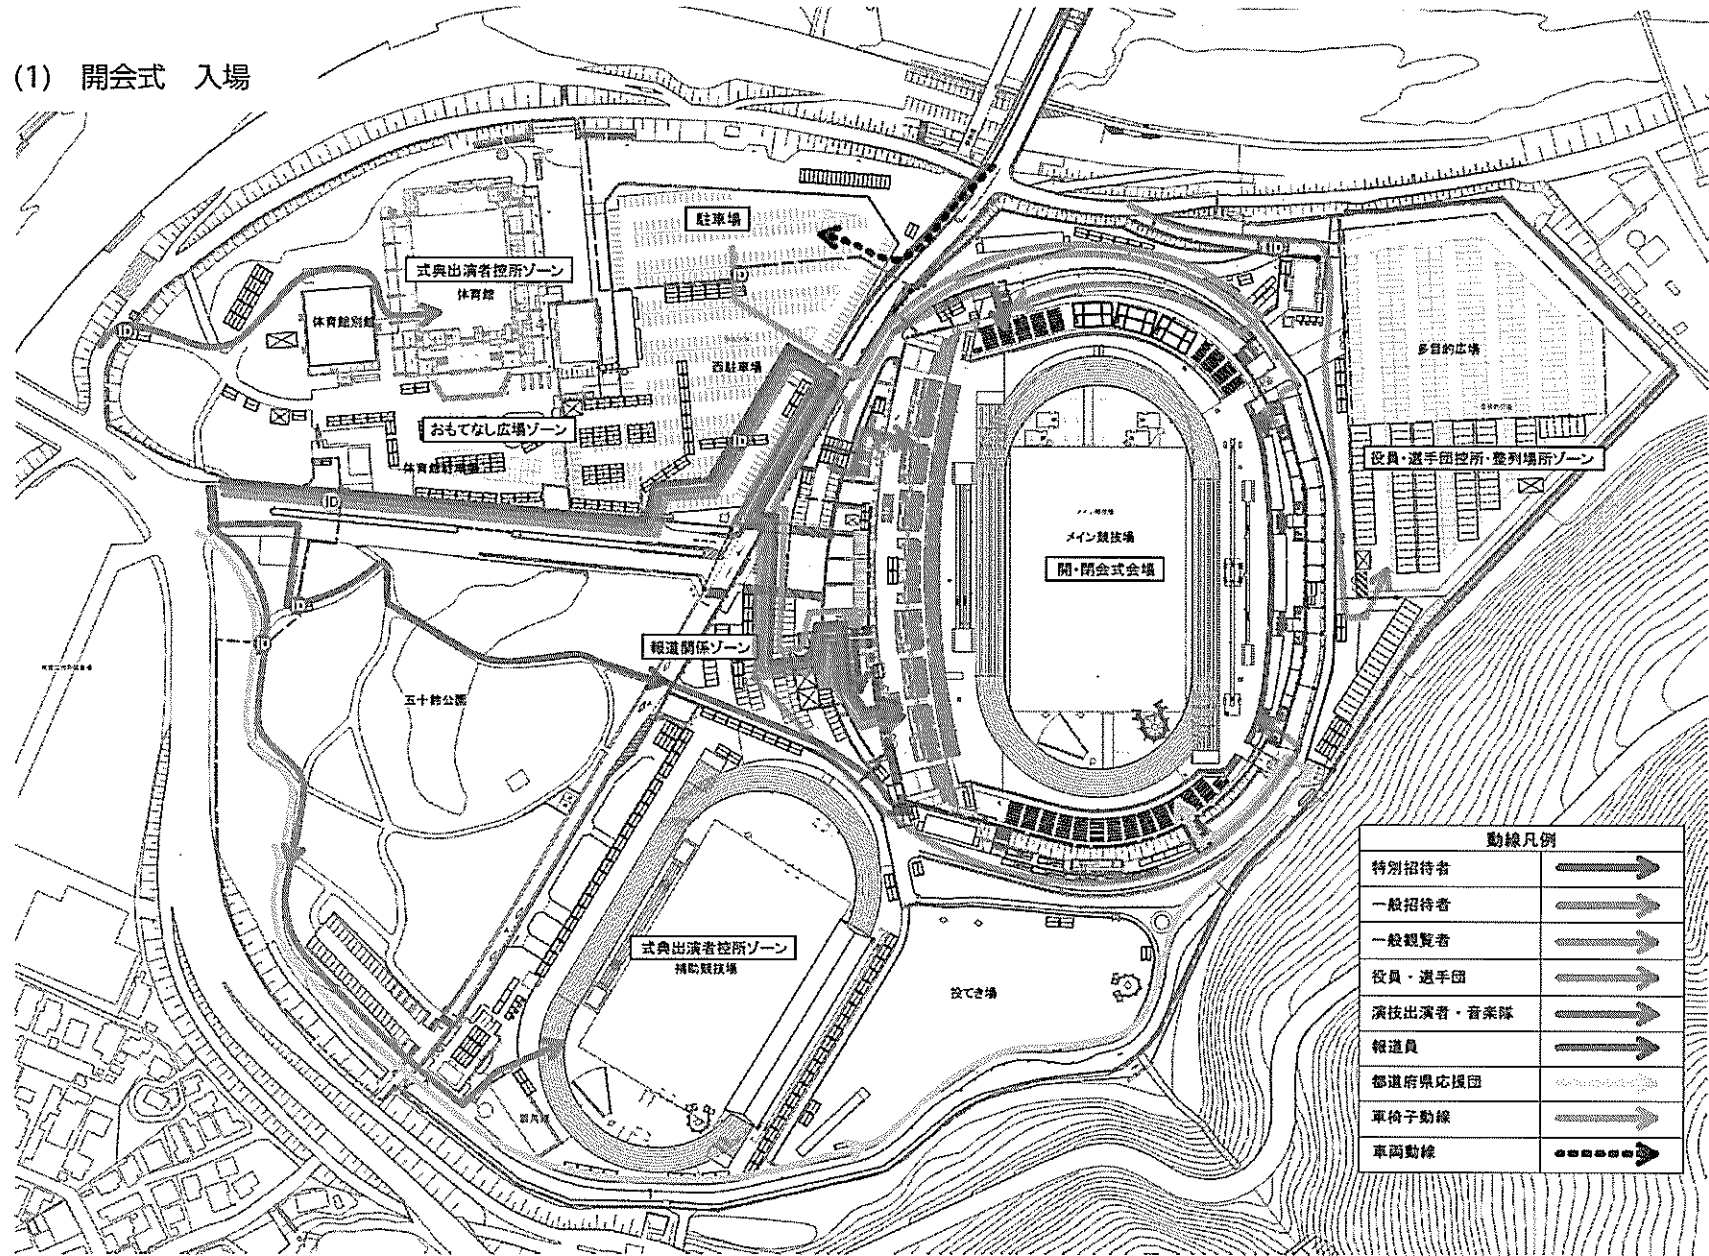 (1) 開会式 入場
駐車場
ID
式典出演者控所ゾーン
体育館
体育館別館
ID
ID
西駐車場
多目的広場
おもてなし広場ゾーン
ID
体育館駐車場
役員・選手団控所・整列場所ゾーン
ID
メイン競技場
開・閉会式会場
ID
ID
報道関係ゾーン
五十鈴公園
式典出演者控所ゾーン
補助競技場
投てき場
動線凡例
特別招待者
一般招待者
一般観覧者
役員・選手団
演技出演者・音楽隊
報道員
都道府県応援団
車椅子動線
車両動線